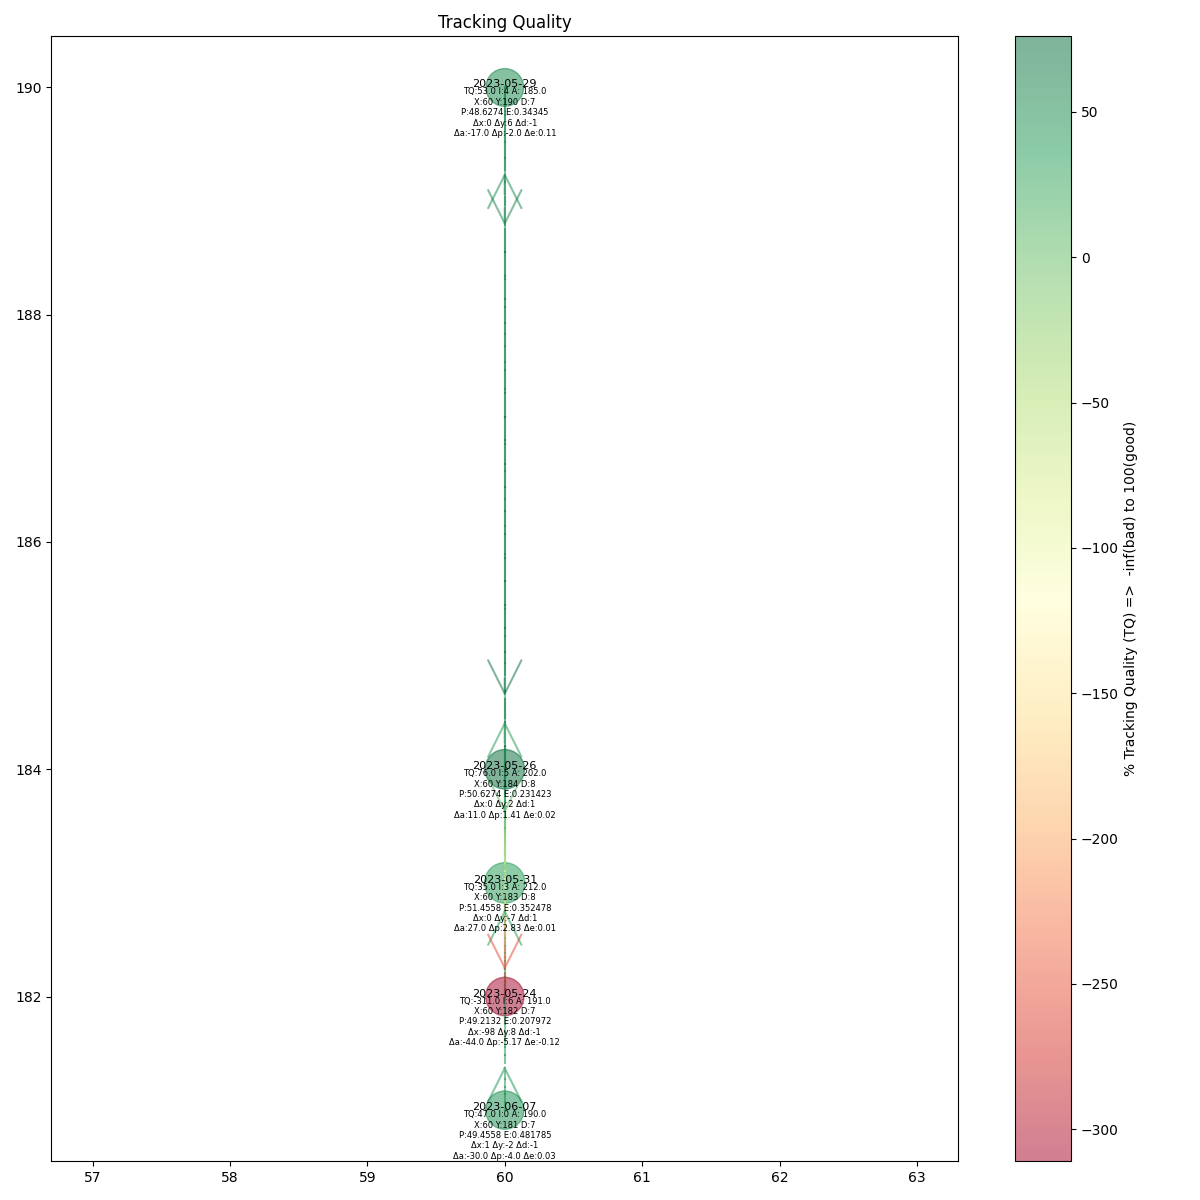 Tracking Quality
190
188
186
184
182
2023-05-29
TQ:53.0 I:4 A: 185.0
X:60 Y:190 D:7
P:48.6274 E:0.34345
Δx:0 Δy:6 Δd:-1
Δa:-17.0 Δp:-2.0 Δe:0.11
2023-05-26
TQ:76.0 I:5 A: 202.0
X:60 Y:184 D:8
P:50.6274 E:0.231423
Δx:0 Δy:2 Δd:1
Δa:11.0 Δp:1.41 Δe:0.02
2023-05-31
TQ:35.0 I:3 A: 212.0
X:60 Y:183 D:8
P:51.4558 E:0.352478
Δx:0 Δy:-7 Δd:1
Δa:27.0 Δp:2.83 Δe:0.01
2023-05-24
TQ:-311.0 I:6 A: 191.0
X:60 Y:182 D:7
P:49.2132 E:0.207972
Δx:-98 Δy:8 Δd:-1
Δa:-44.0 Δp:-5.17 Δe:-0.12
2023-06-07
TQ:47.0 I:0 A: 190.0
X:60 Y:181 D:7
P:49.4558 E:0.481785
Δx:1 Δy:-2 Δd:-1
Δa:-30.0 Δp:-4.0 Δe:0.03
57 58 59 60 61 62 63
50
0
−50
−100
−150
−200
−250
−300
% Tracking Quality (TQ) => -inf(bad) to 100(good)